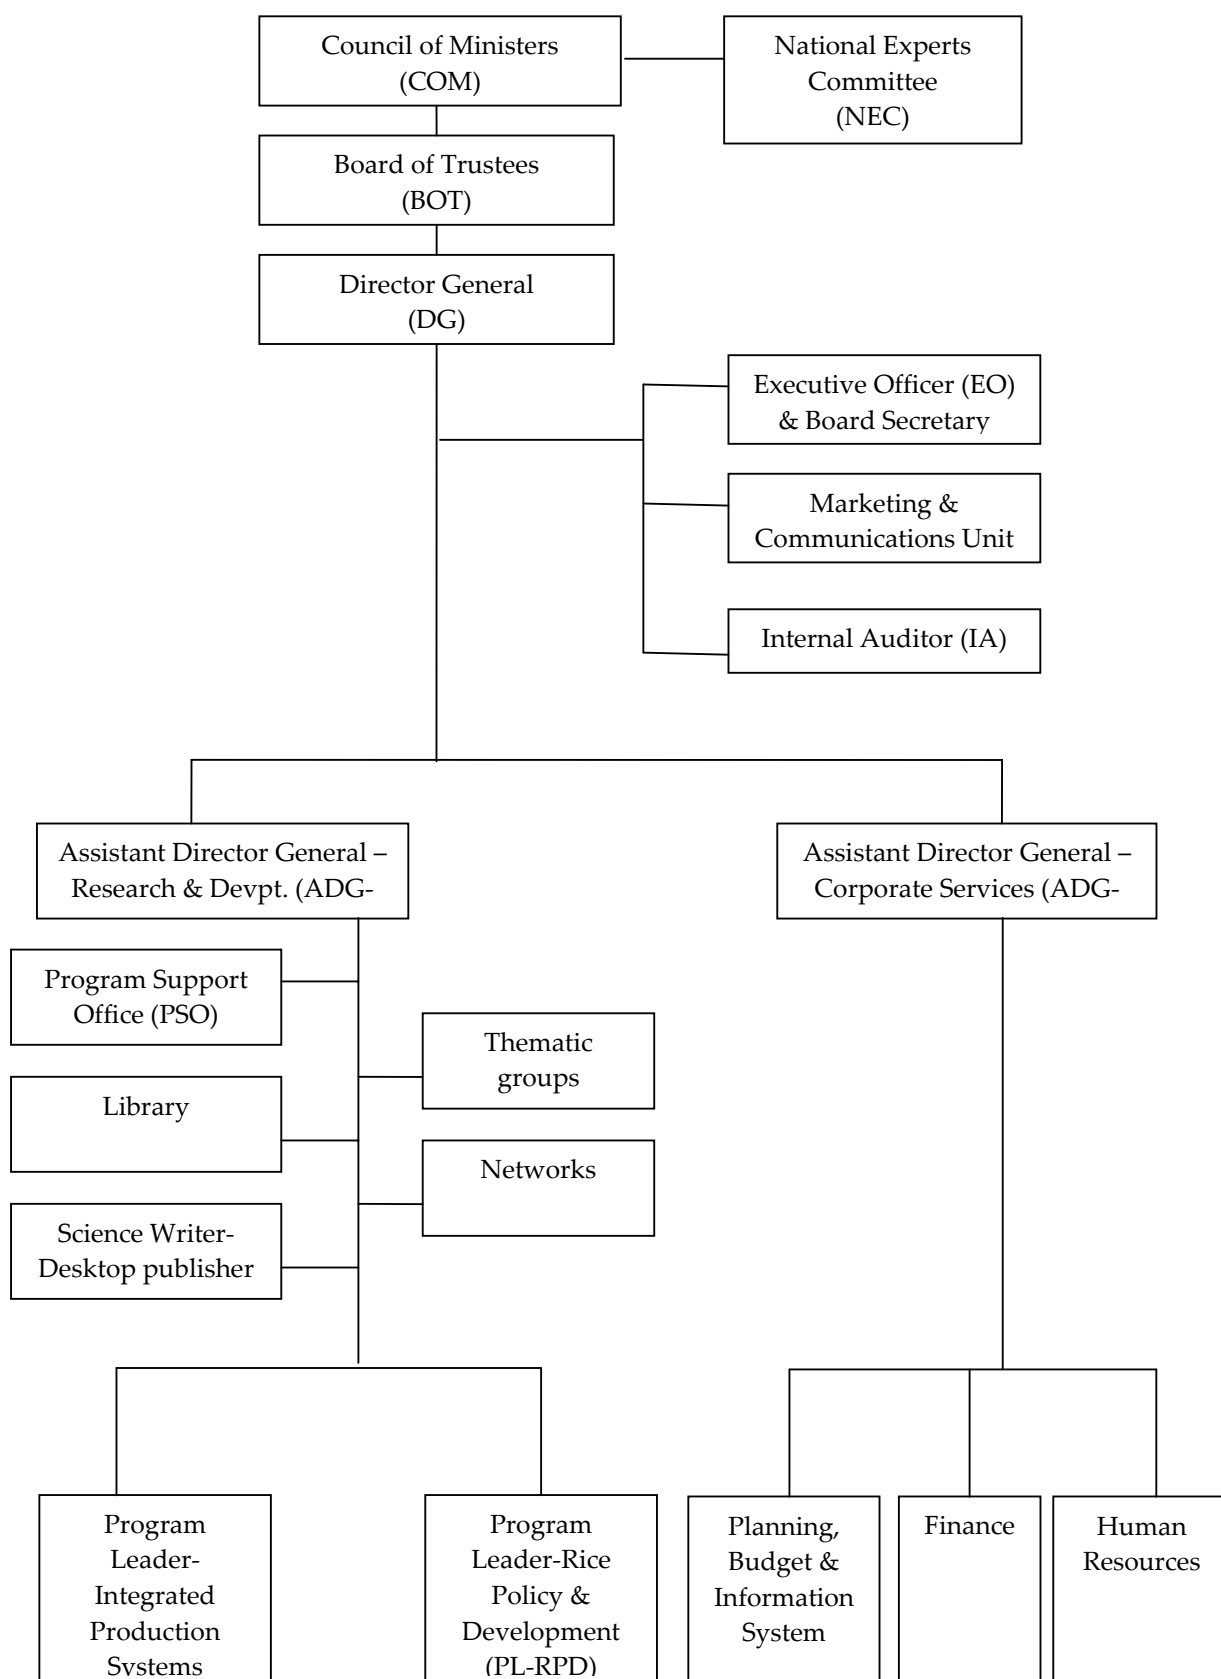 Council of Ministers
(COM)
National Experts
Committee
(NEC)
Board of Trustees
(BOT)
Director General
(DG)
Executive Officer (EO)
& Board Secretary
Marketing &
Communications Unit
Internal Auditor (IA)
Assistant Director General –
Research & Devpt. (ADG-
Assistant Director General –
Corporate Services (ADG-
Program Support
Office (PSO)
Thematic
groups
Library
Networks
Science Writer-
Desktop publisher
Program
Leader-
Integrated
Production
Systems
Program
Leader-Rice
Policy &
Development
(PL-RPD)
Planning,
Budget &
Information
System
Finance
Human
Resources